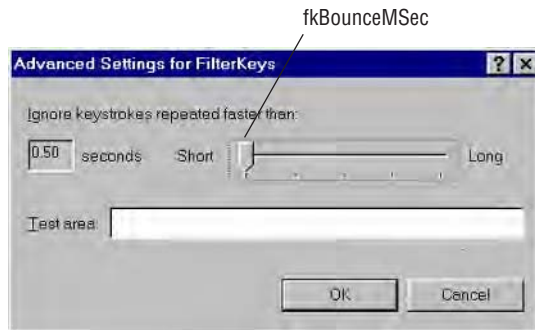 fkBounceMSec
Advanced Settings for FilterKeys
Ignore keystrokes repeated faster than:
0.50 seconds Short Long
Test area:
OK Cancel